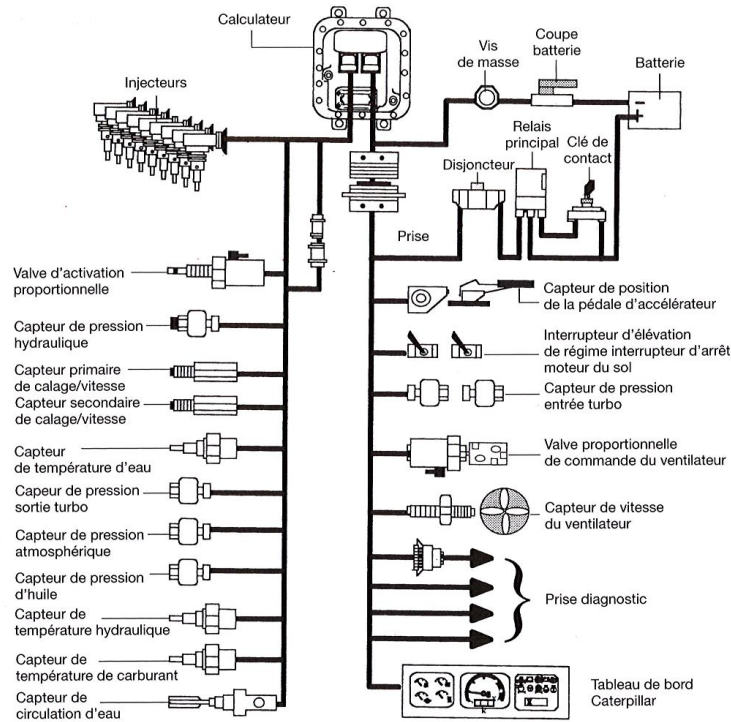 Calculateur
Coupe
batterie
Vis
de masse
Batterie
Injecteurs
Relais
principal
Clé de
contact
Disjoncteur
Prise
Valve d'activation
proportionnelle
Capteur de pression
hydraulique
Capteur primaire
de calage/vitesse
Capteur secondaire
de calage/vitesse
Capteur
de température d'eau
Capeur de pression
sortie turbo
Capteur de pression
atmosphérique
Capteur de pression
d'huile
Capteur de
température hydraulique
Capteur de
température de carburant
Capteur de
circulation d'eau
Capteur de position
de la pédale d'accélérateur
Interrupteur d'élévation
de régime interrupteur d'arrêt
moteur du sol
Capteur de pression
entrée turbo
Valve proportionnelle
de commande du ventilateur
Capteur de vitesse
du ventilateur
Prise diagnostic
Tableau de bord
Caterpillar